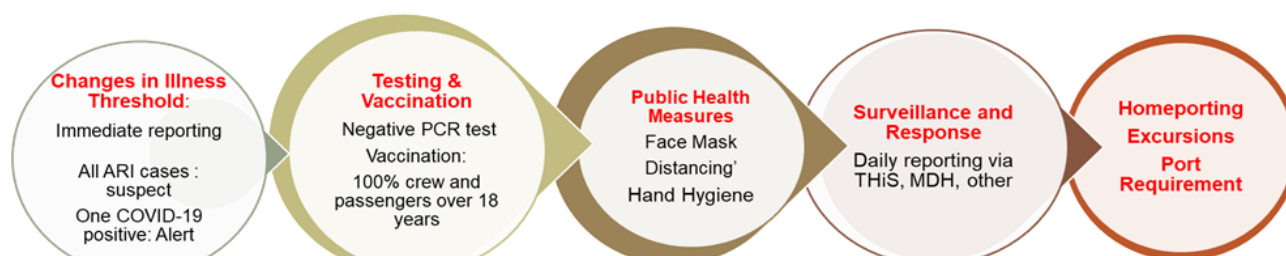 Changes in Illness
Threshold:
Immediate reporting
All ARI cases :
suspect
One COVID-19
positive: Alert
Testing &
Vaccination
Negative PCR test
Vaccination:
100% crew and
passengers over 18
years
Public Health
Measures
Face Mask
Distancing’
Hand Hygiene
Surveillance and
Response
Daily reporting via
THiS, MDH, other
Homeporting
Excursions
Port
Requirement